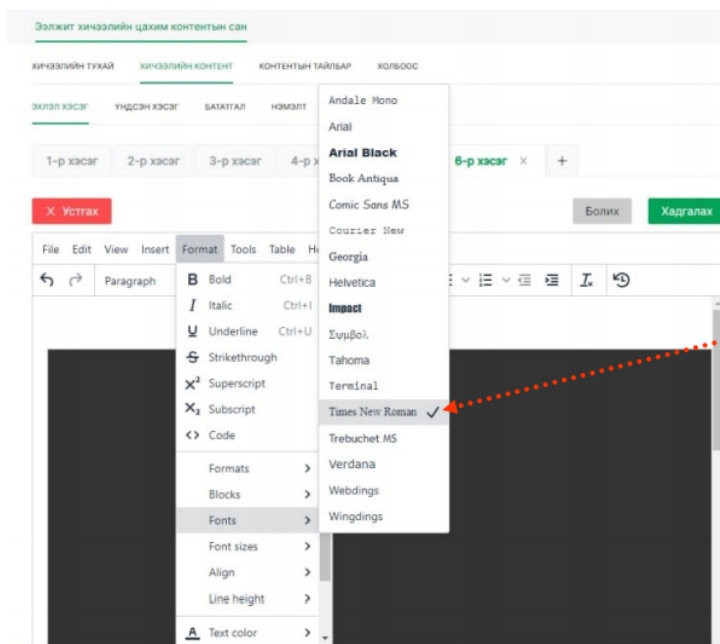 Ээлжит хичээлийн цахим контентын сан
ХИЧЭЭЛИЙН ТУХАЙ ХИЧЭЭЛИЙН КОНТЕНТ КОНТЕНТЫН ТАЙЛБАР ХОЛБООС
ЭХЛЭЛ ХЭСЭГ ҮНДСЭН ХЭСЭГ БАТАТГАЛ НЭМЭЛТ
1-р хэсэг 2-р хэсэг 3-р хэсэг 4-р х 6-р хэсэг × +
× Устгах Болих Хадгалах
File Edit View Insert Format Tools Table
Paragraph
B Bold Ctrl+B
I Italic Ctrl+I
U Underline Ctrl+U
S Strikethrough
X² Superscript
X₂ Subscript
<> Code
Formats
Blocks
Fonts
Font sizes
Align
Line height
A Text color
Andale Mono
Arial
Arial Black
Book Antiqua
Comic Sans MS
Courier New
Georgia
Helvetica
Impact
Συμβολ
Tahoma
Terminal
Times New Roman ✓
Trebuchet MS
Verdana
Webdings
Wingdings